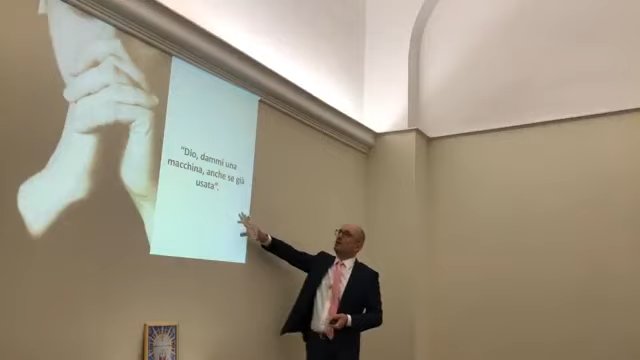 "Dio, dammi una
macchina, anche se già
usata".